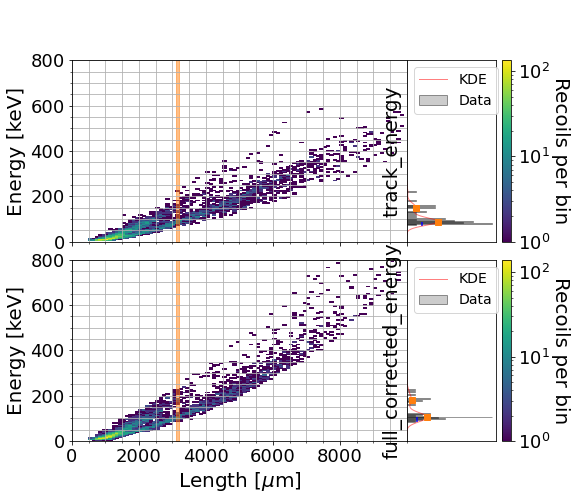 800
600
400
200
0
Energy [keV]
track_energy
KDE
Data
10²
10¹
10⁰
Recoils per bin
800
600
400
200
0
Energy [keV]
full_corrected_energy
KDE
Data
10²
10¹
10⁰
Recoils per bin
0 2000 4000 6000 8000
Length [μm]